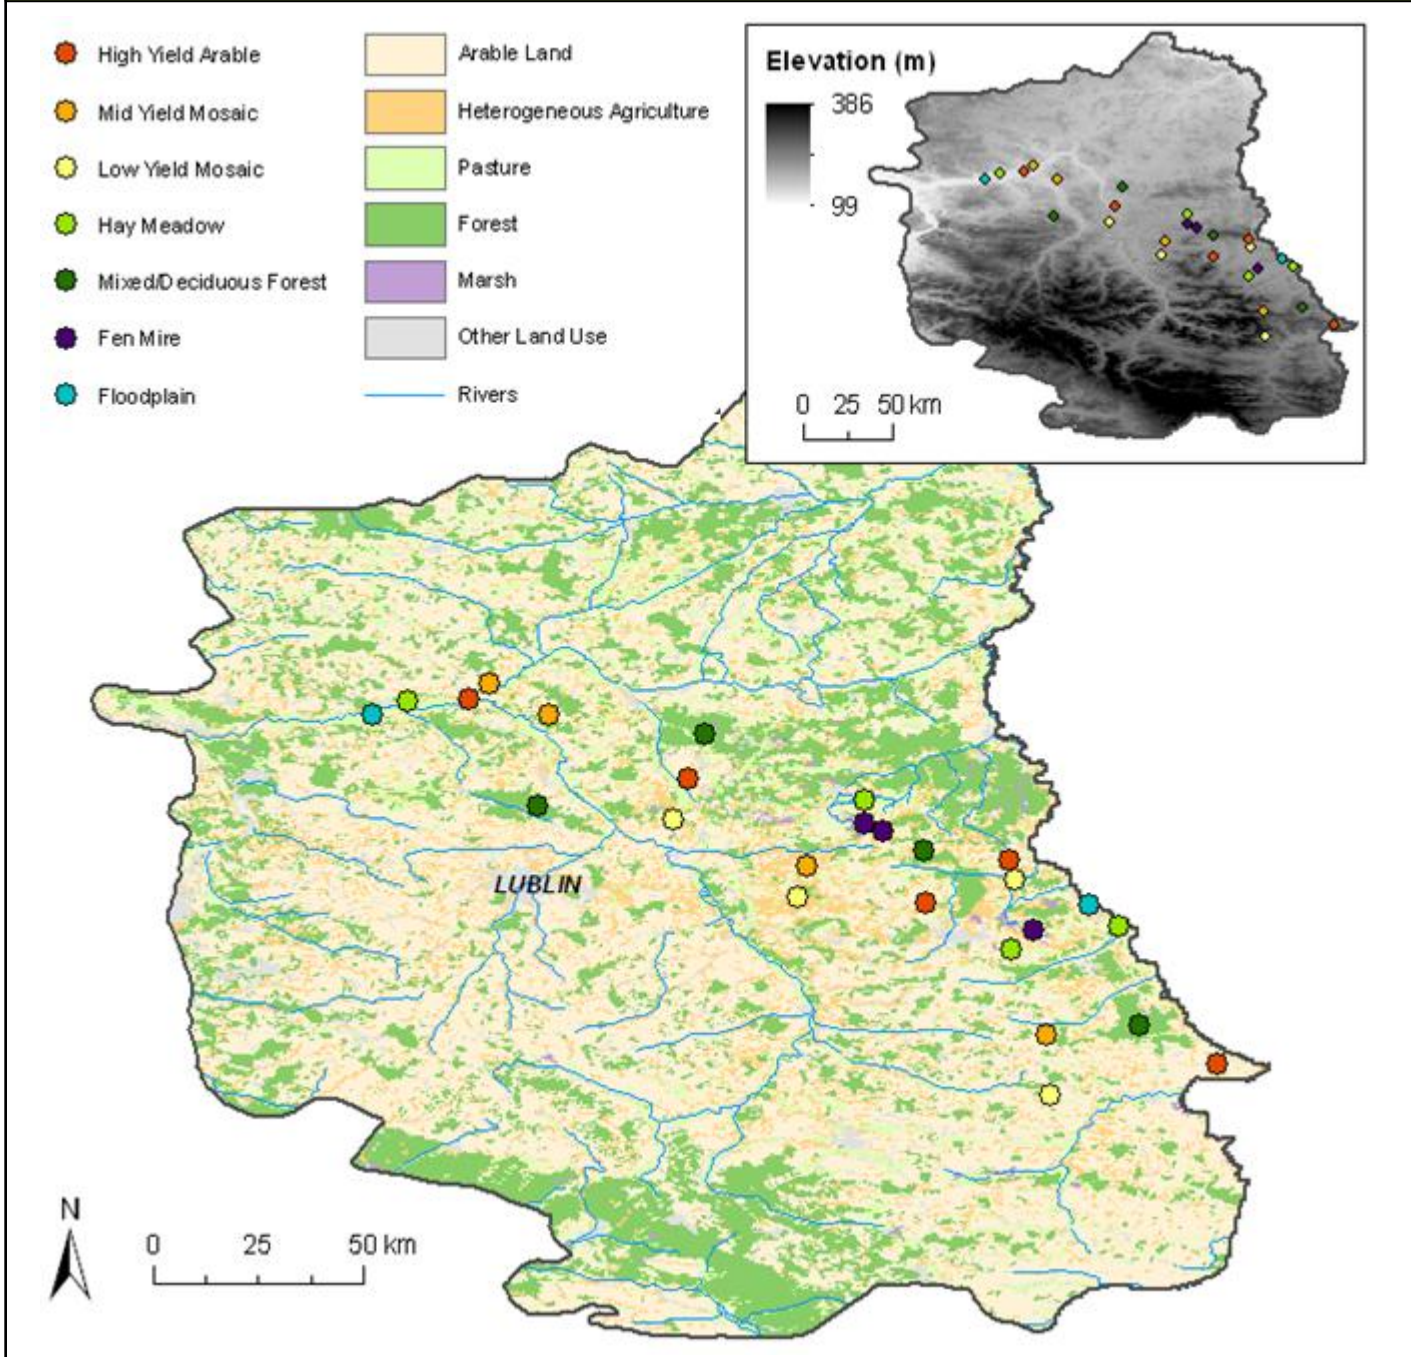 High Yield Arable
Mid Yield Mosaic
Low Yield Mosaic
Hay Meadow
Mixed/Deciduous Forest
Fen Mire
Floodplain
Arable Land
Heterogeneous Agriculture
Pasture
Forest
Marsh
Other Land Use
Rivers
Elevation (m)
386
99
0 25 50 km
LUBLIN
N
0 25 50 km